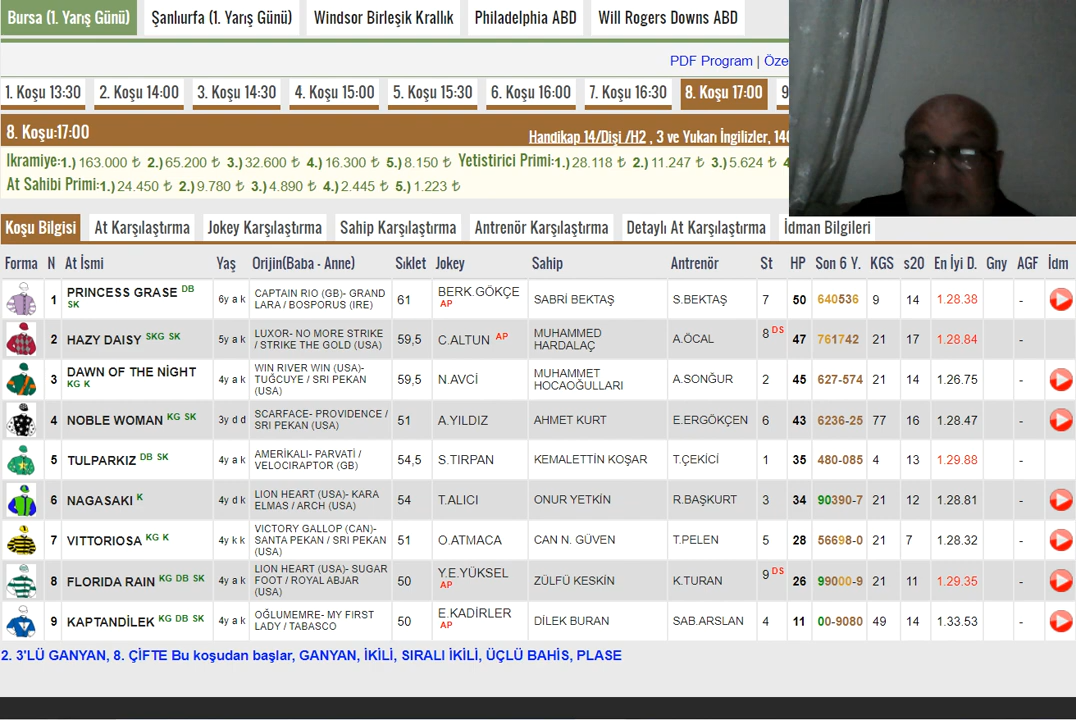 Bursa (1. Yarış Günü) Şanlıurfa (1. Yarış Günü) Windsor Birleşik Krallık Philadelphia ABD Will Rogers Downs ABD
PDF Program | Öze
1. Koşu 13:30 2. Koşu 14:00 3. Koşu 14:30 4. Koşu 15:00 5. Koşu 15:30 6. Koşu 16:00 7. Koşu 16:30 8. Koşu 17:00 9
8. Koşu:17:00 Handikap 14/Dişi /H2 , 3 ve Yukarı İngilizler, 140
Ikramiye:1.) 163.000 ₺ 2.) 65.200 ₺ 3.) 32.600 ₺ 4.) 16.300 ₺ 5.) 8.150 ₺ Yetistirici Primi:1.) 28.118 ₺ 2.) 11.247 ₺ 3.) 5.624 ₺ 4
At Sahibi Primi:1.) 24.450 ₺ 2.) 9.780 ₺ 3.) 4.890 ₺ 4.) 2.445 ₺ 5.) 1.223 ₺
Koşu Bilgisi At Karşılaştırma Jokey Karşılaştırma Sahip Karşılaştırma Antrenör Karşılaştırma Detaylı At Karşılaştırma İdman Bilgileri
Forma N At İsmi Yaş Orijin(Baba - Anne) Sıklet Jokey Sahip Antrenör St HP Son 6 Y. KGS s20 En İyi D. Gny AGF İdm
1 PRINCESS GRASE DB SK 6y a k CAPTAIN RIO (GB)- GRAND LARA / BOSPORUS (IRE) 61 BERK.GÖKÇE AP SABRİ BEKTAŞ S.BEKTAŞ 7 50 640536 9 14 1.28.38 -
2 HAZY DAISY SKG SK 5y a k LUXOR- NO MORE STRIKE / STRIKE THE GOLD (USA) 59,5 C.ALTUN AP MUHAMMED HARDALAÇ A.ÖCAL 8 DS 47 761742 21 17 1.28.84 -
3 DAWN OF THE NIGHT KG K 4y a k WIN RIVER WIN (USA)- TUĞCUYE / SRI PEKAN (USA) 59,5 N.AVCİ MUHAMMET HOCAOĞULLARI A.SONĞUR 2 45 627-574 21 14 1.26.75 -
4 NOBLE WOMAN KG SK 3y d d SCARFACE- PROVIDENCE / SRI PEKAN (USA) 51 A.YILDIZ AHMET KURT E.ERGÖKÇEN 6 43 6236-25 77 16 1.28.47 -
5 TULPARKIZ DB SK 4y a k AMERİKALI- PARVATİ / VELOCIRAPTOR (GB) 54,5 S.TIRPAN KEMALETTİN KOŞAR T.ÇEKİCİ 1 35 480-085 4 13 1.29.88 -
6 NAGASAKI K 4y d k LION HEART (USA)- KARA ELMAS / ARCH (USA) 54 T.ALICI ONUR YETKİN R.BAŞKURT 3 34 90390-7 21 12 1.28.81 -
7 VITTORIOSA KG K 4y k k VICTORY GALLOP (CAN)- SANTA PEKAN / SRI PEKAN (USA) 51 O.ATMACA CAN N. GÜVEN T.PELEN 5 28 56698-0 21 7 1.28.32 -
8 FLORIDA RAIN KG DB SK 4y a k LION HEART (USA)- SUGAR FOOT / ROYAL ABJAR (USA) 50 Y.E.YÜKSEL AP ZÜLFÜ KESKİN K.TURAN 9 DS 26 99000-9 21 11 1.29.35 -
9 KAPTANDİLEK KG DB SK 4y a k OĞLUMEMRE- MY FIRST LADY / TABASCO 50 E.KADİRLER AP DİLEK BURAN SAB.ARSLAN 4 11 00-9080 49 14 1.33.53 -
2. 3'LÜ GANYAN, 8. ÇİFTE Bu koşudan başlar, GANYAN, İKİLİ, SIRALI İKİLİ, ÜÇLÜ BAHİS, PLASE